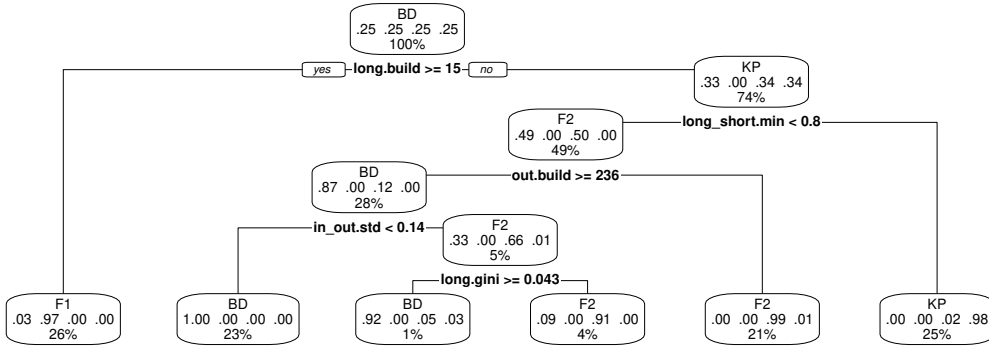 BD
.25 .25 .25 .25
100%
yes long.build >= 15 no
KP
.33 .00 .34 .34
74%
long_short.min < 0.8
F2
.49 .00 .50 .00
49%
out.build >= 236
BD
.87 .00 .12 .00
28%
in_out.std < 0.14
F2
.33 .00 .66 .01
5%
long.gini >= 0.043
F1
.03 .97 .00 .00
26%
BD
1.00 .00 .00 .00
23%
BD
.92 .00 .05 .03
1%
F2
.09 .00 .91 .00
4%
F2
.00 .00 .99 .01
21%
KP
.00 .00 .02 .98
25%